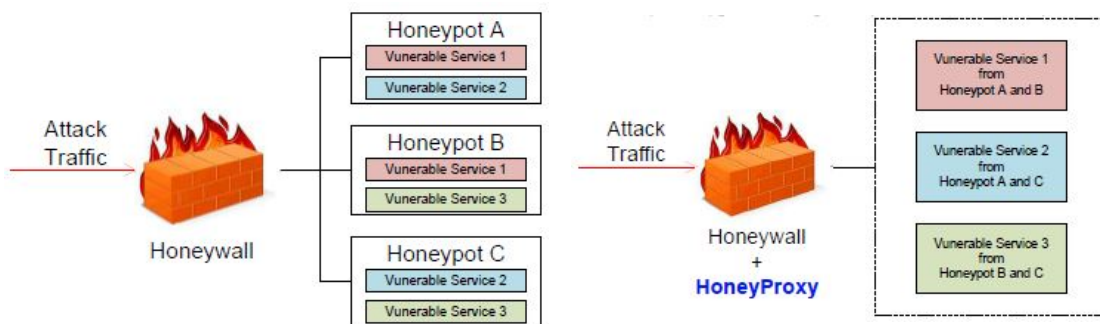 Honeypot A
Vunerable Service 1
Vunerable Service 2
Attack
Traffic
Honeypot B
Vunerable Service 1
Vunerable Service 3
Honeywall
Honeypot C
Vunerable Service 2
Vunerable Service 3
Attack
Traffic
Honeywall
+
HoneyProxy
Vunerable Service 1
from
Honeypot A and B
Vunerable Service 2
from
Honeypot A and C
Vunerable Service 3
from
Honeypot B and C